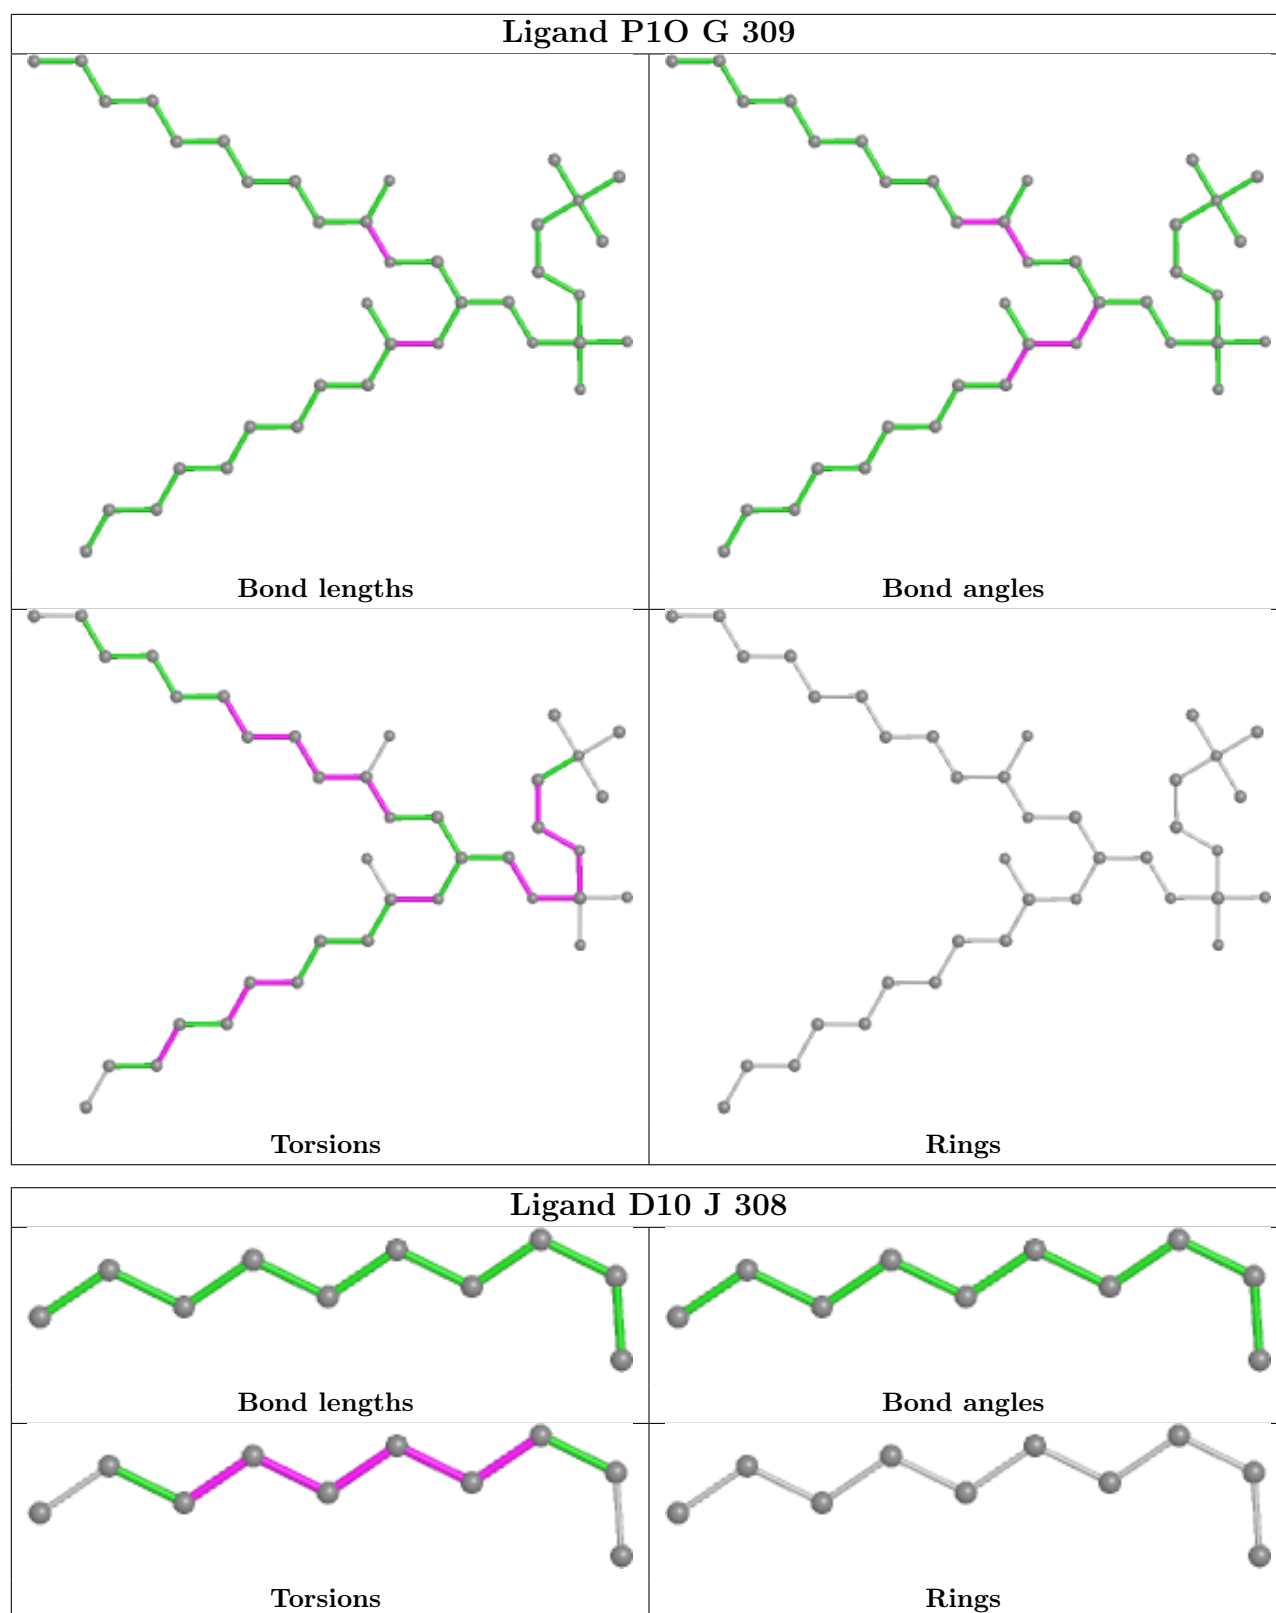 Ligand P1O G 309
Bond lengths
Bond angles
Torsions
Rings
Ligand D10 J 308
Bond lengths
Bond angles
Torsions
Rings